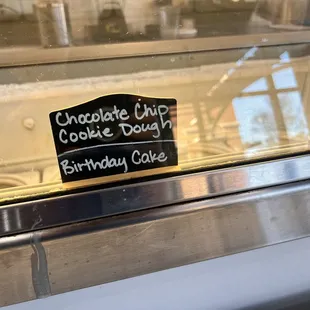 Chocolate Chip
Cookie Dough
Birthday Cake